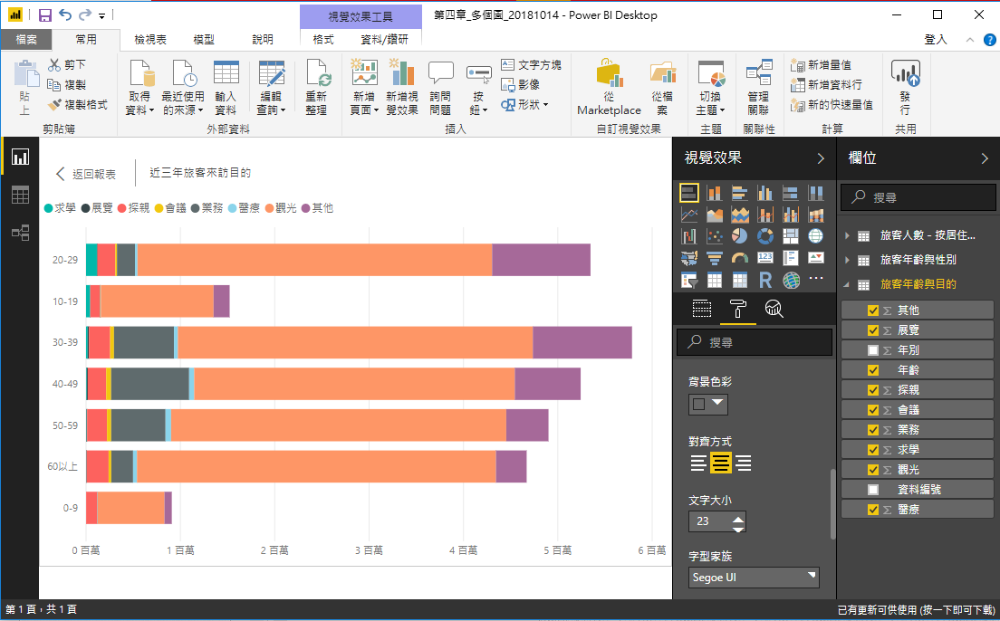 第四章_多個圖_20181014 - Power BI Desktop
視覺效果工具
檔案 常用 檢視表 模型 說明 格式 資料/鑽研 登入
貼上
剪下
複製
複製格式
剪貼簿
取得資料
最近使用的來源
輸入資料
編輯查詢
重新整理
外部資料
新增頁面
新增視覺效果
詢問問題
按鈕
文字方塊
影像
形狀
插入
從 Marketplace
從檔案
自訂視覺效果
切換主題
主題
管理關聯
關聯性
新增量值
新增資料行
新的快速量值
計算
發行
共用
返回報表
近三年旅客來訪目的
求學 展覽 探親 會議 業務 醫療 觀光 其他
20-29
10-19
30-39
40-49
50-59
60以上
0-9
0 百萬 1 百萬 2 百萬 3 百萬 4 百萬 5 百萬 6 百萬
視覺效果
123
R
搜尋
背景色彩
對齊方式
文字大小
23
字型家族
Segoe UI
欄位
搜尋
旅客人數 - 按居住...
旅客年齡與性別
旅客年齡與目的
其他
展覽
年別
年齡
探親
會議
業務
求學
觀光
資料編號
醫療
第 1 頁，共 1 頁
已有更新可供使用 (按一下即可下載)